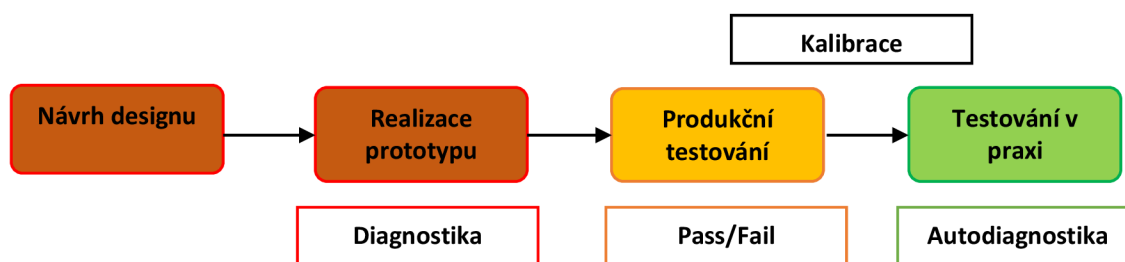 Kalibrace
Návrh designu
Realizace
prototypu
Produkční
testování
Testování v
praxi
Diagnostika
Pass/Fail
Autodiagnostika